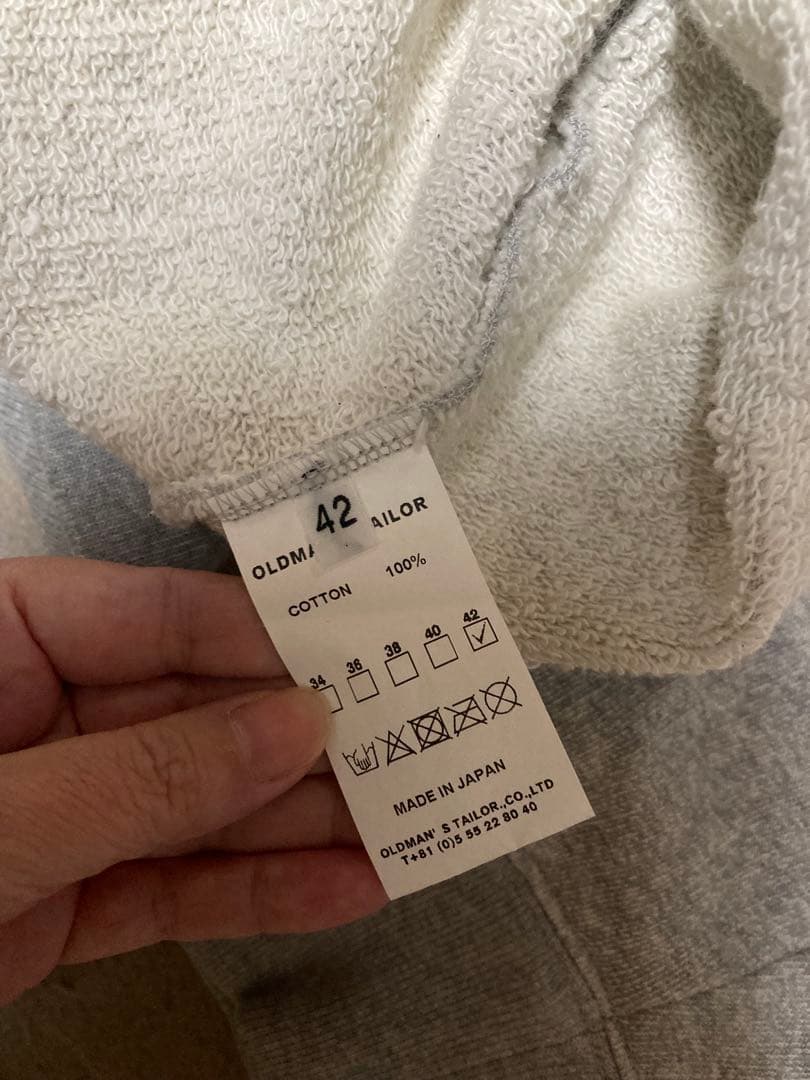 42
OLDMA AILOR
COTTON 100%
34 36 38 40 42
MADE IN JAPAN
OLDMAN' S TAILOR.,CO.,LTD
T+81 (0)5 55 22 80 40